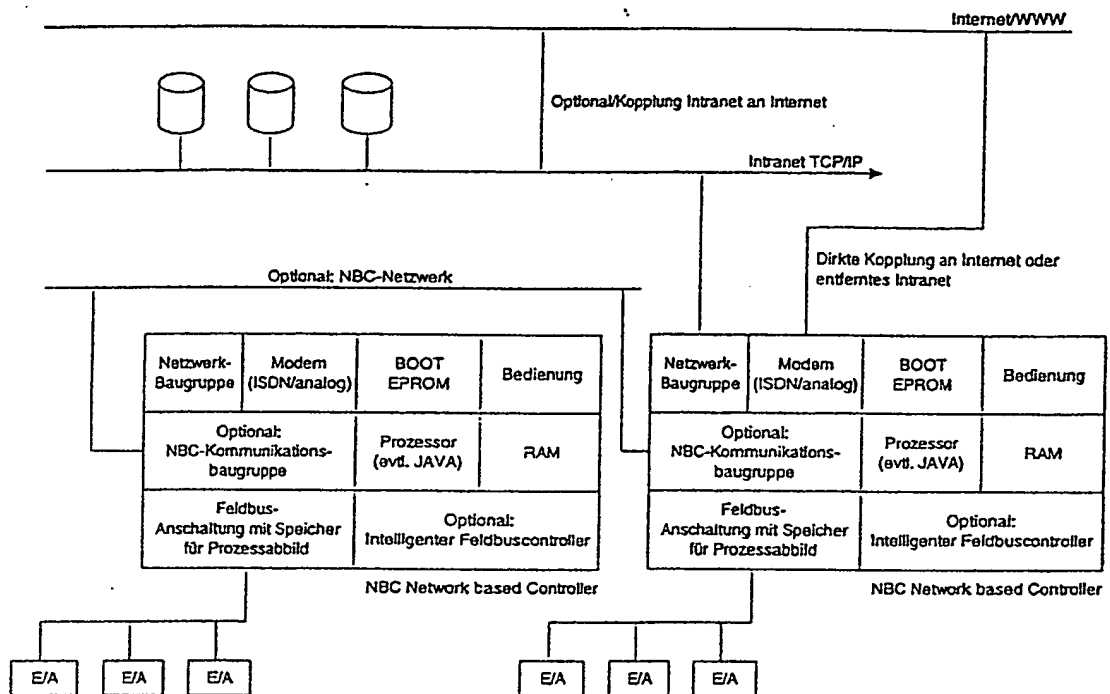 Internet/WWW
Optional/Kopplung Intranet an Internet
Intranet TCP/IP
Dirkte Kopplung an Internet oder
entferntes Intranet
Optional: NBC-Netzwerk
Netzwerk-
Baugruppe
Modem
(ISDN/analog)
BOOT
EPROM
Bedienung
Optional:
NBC-Kommunikations-
baugruppe
Prozessor
(evtl. JAVA)
RAM
Feldbus-
Anschaltung mit Speicher
für Prozessabbild
Optional:
Intelligenter Feldbuscontroller
NBC Network based Controller
E/A
E/A
E/A
Netzwerk-
Baugruppe
Modem
(ISDN/analog)
BOOT
EPROM
Bedienung
Optional:
NBC-Kommunikations-
baugruppe
Prozessor
(evtl. JAVA)
RAM
Feldbus-
Anschaltung mit Speicher
für Prozessabbild
Optional:
Intelligenter Feldbuscontroller
NBC Network based Controller
E/A
E/A
E/A